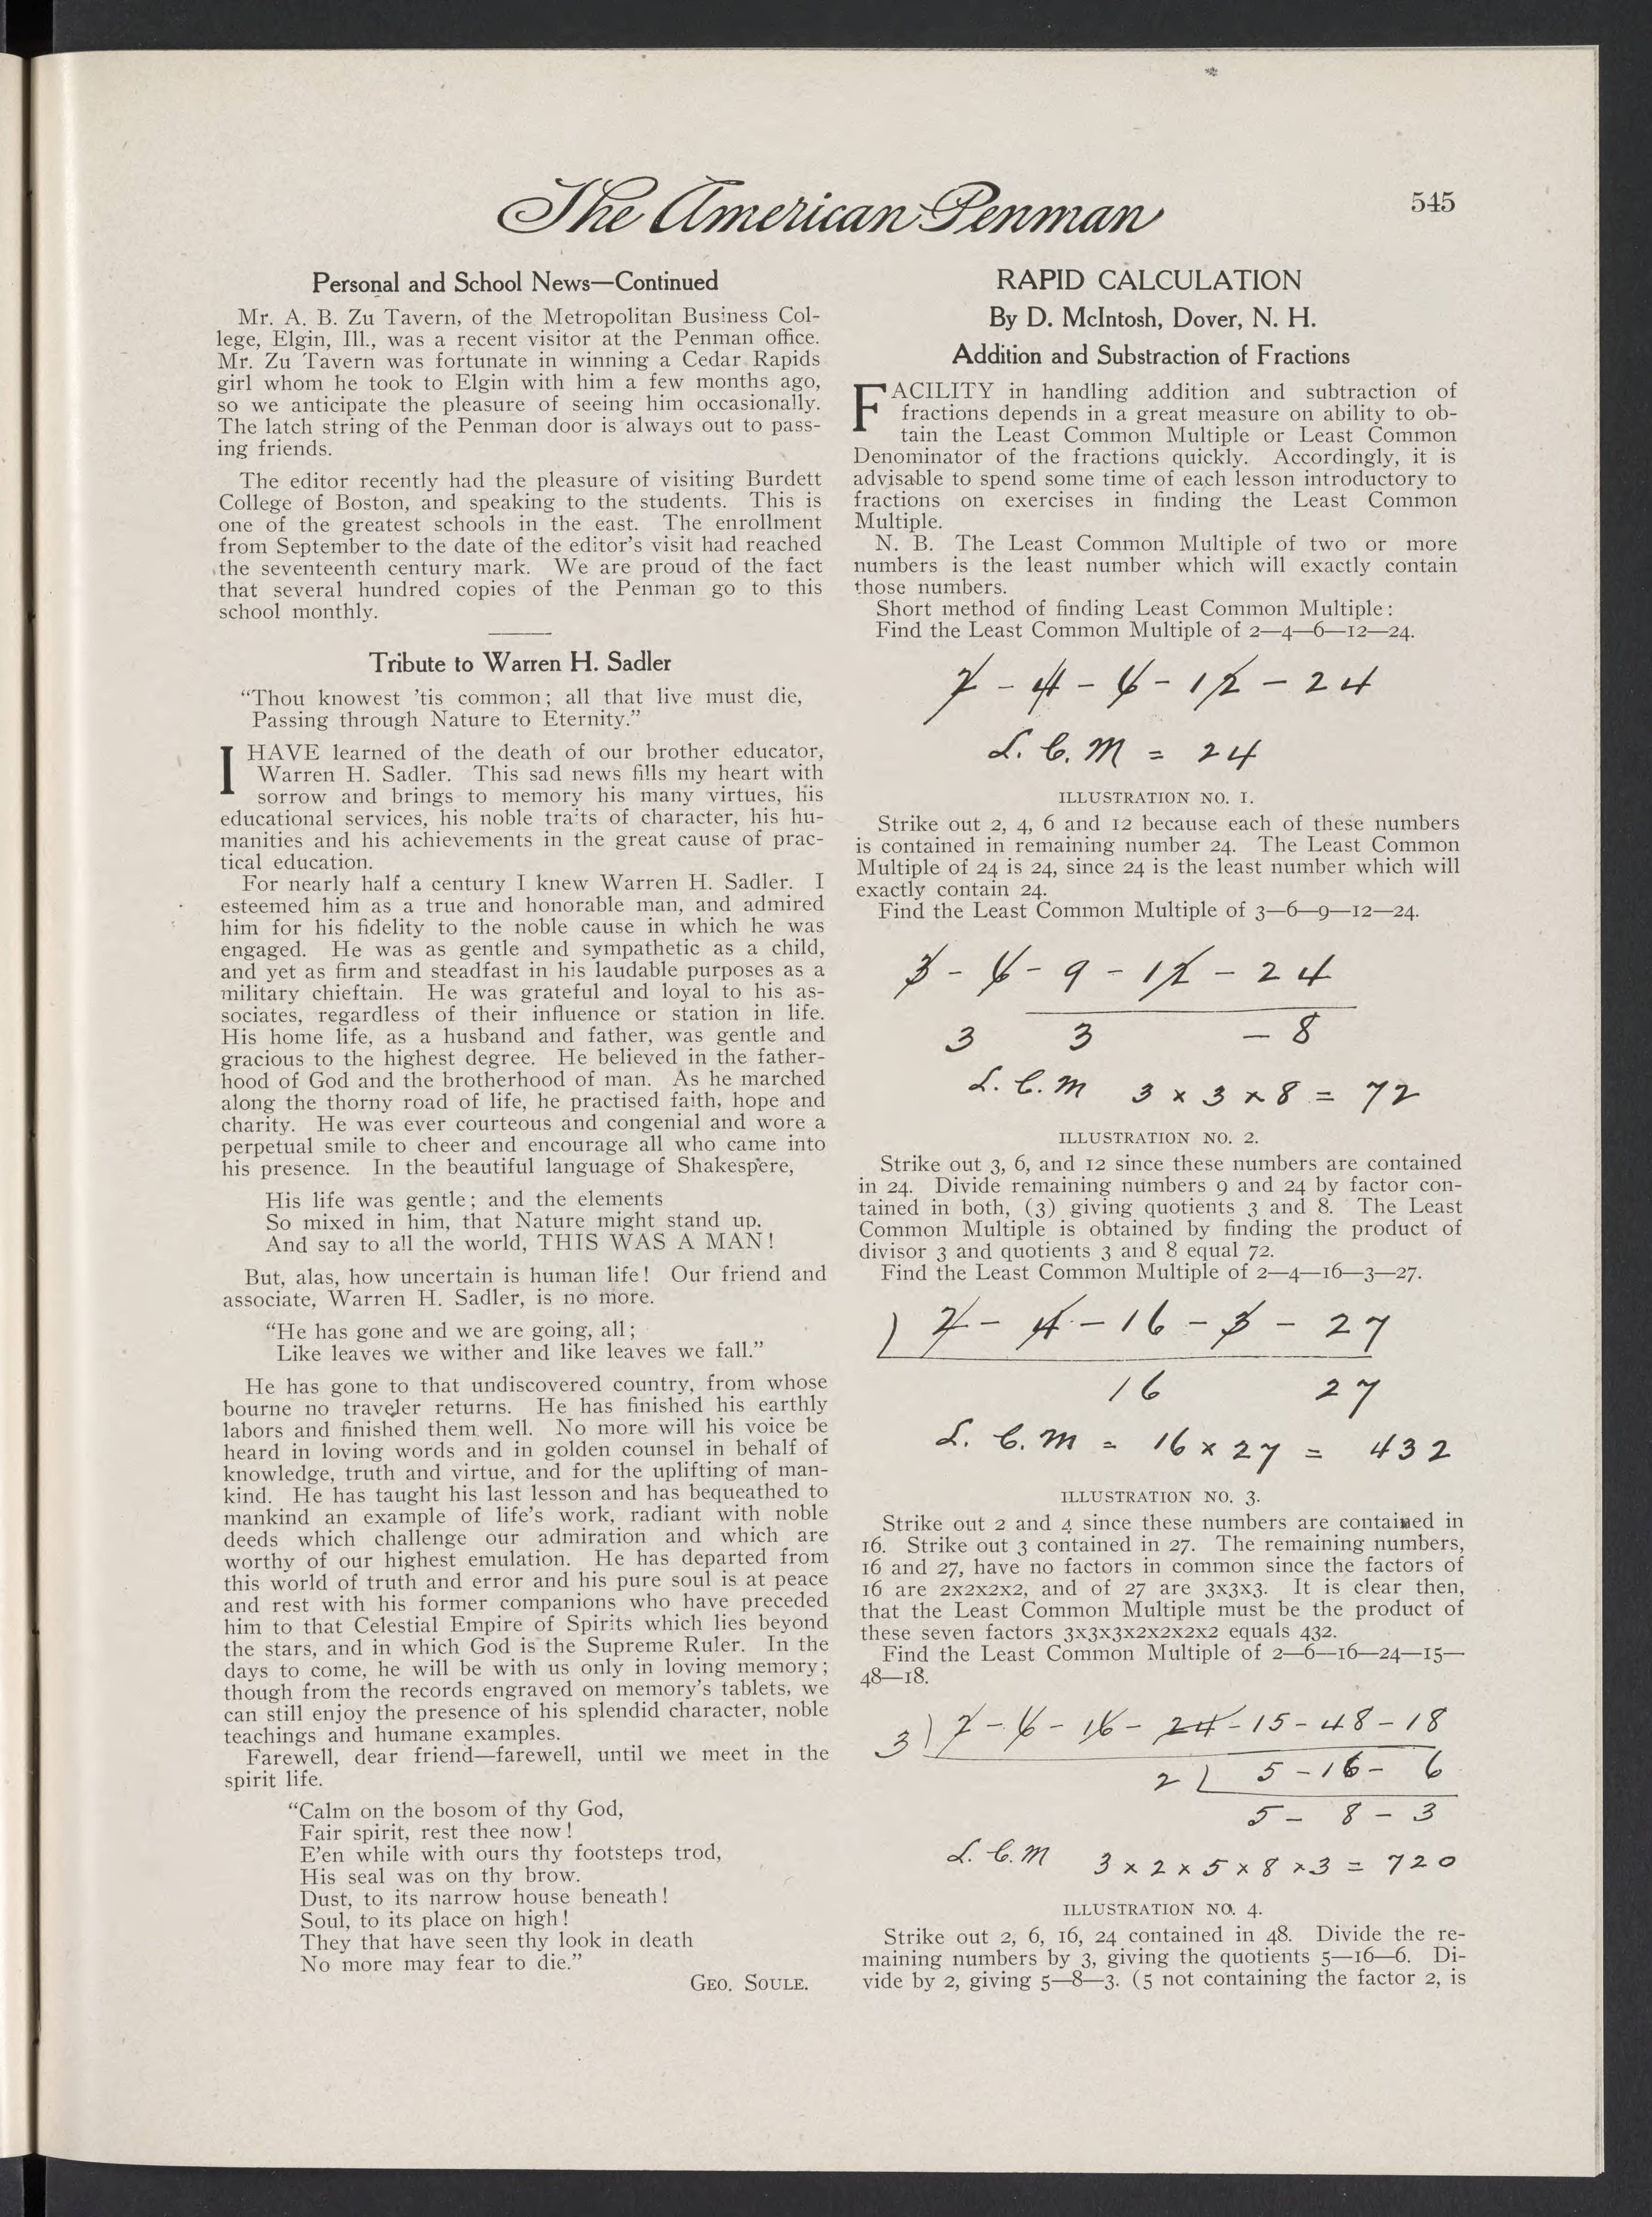 The American Penman
545
Personal and School News—Continued
Mr. A. B. Zu Tavern, of the Metropolitan Business Col-
lege, Elgin, Ill., was a recent visitor at the Penman office.
Mr. Zu Tavern was fortunate in winning a Cedar Rapids
girl whom he took to Elgin with him a few months ago,
so we anticipate the pleasure of seeing him occasionally.
The latch string of the Penman door is always out to pass-
ing friends.
The editor recently had the pleasure of visiting Burdett
College of Boston, and speaking to the students. This is
one of the greatest schools in the east. The enrollment
from September to the date of the editor's visit had reached
the seventeenth century mark. We are proud of the fact
that several hundred copies of the Penman go to this
school monthly.
Tribute to Warren H. Sadler
"Thou knowest 'tis common; all that live must die,
Passing through Nature to Eternity."
I HAVE learned of the death of our brother educator,
Warren H. Sadler. This sad news fills my heart with
sorrow and brings to memory his many virtues, his
educational services, his noble traits of character, his hu-
manities and his achievements in the great cause of prac-
tical education.
For nearly half a century I knew Warren H. Sadler. I
esteemed him as a true and honorable man, and admired
him for his fidelity to the noble cause in which he was
engaged. He was as gentle and sympathetic as a child,
and yet as firm and steadfast in his laudable purposes as a
military chieftain. He was grateful and loyal to his as-
sociates, regardless of their influence or station in life.
His home life, as a husband and father, was gentle and
gracious to the highest degree. He believed in the father-
hood of God and the brotherhood of man. As he marched
along the thorny road of life, he practised faith, hope and
charity. He was ever courteous and congenial and wore a
perpetual smile to cheer and encourage all who came into
his presence. In the beautiful language of Shakespere,
His life was gentle; and the elements
So mixed in him, that Nature might stand up.
And say to all the world, THIS WAS A MAN!
But, alas, how uncertain is human life! Our friend and
associate, Warren H. Sadler, is no more.
"He has gone and we are going, all;
Like leaves we wither and like leaves we fall."
He has gone to that undiscovered country, from whose
bourne no traveler returns. He has finished his earthly
labors and finished them well. No more will his voice be
heard in loving words and in golden counsel in behalf of
knowledge, truth and virtue, and for the uplifting of man-
kind. He has taught his last lesson and has bequeathed to
mankind an example of life's work, radiant with noble
deeds which challenge our admiration and which are
worthy of our highest emulation. He has departed from
this world of truth and error and his pure soul is at peace
and rest with his former companions who have preceded
him to that Celestial Empire of Spirits which lies beyond
the stars, and in which God is the Supreme Ruler. In the
days to come, he will be with us only in loving memory;
though from the records engraved on memory's tablets, we
can still enjoy the presence of his splendid character, noble
teachings and humane examples.
Farewell, dear friend—farewell, until we meet in the
spirit life.
"Calm on the bosom of thy God,
Fair spirit, rest thee now!
E'en while with ours thy footsteps trod,
His seal was on thy brow.
Dust, to its narrow house beneath!
Soul, to its place on high!
They that have seen thy look in death
No more may fear to die."
GEO. SOULE.
RAPID CALCULATION
By D. McIntosh, Dover, N. H.
Addition and Substraction of Fractions
FACILITY in handling addition and subtraction of
fractions depends in a great measure on ability to ob-
tain the Least Common Multiple or Least Common
Denominator of the fractions quickly. Accordingly, it is
advisable to spend some time of each lesson introductory to
fractions on exercises in finding the Least Common
Multiple.
N. B. The Least Common Multiple of two or more
numbers is the least number which will exactly contain
those numbers.
Short method of finding Least Common Multiple:
Find the Least Common Multiple of 2—4—6—12—24.
2 - 4 - 6 - 12 - 24
L. C. M = 24
ILLUSTRATION NO. 1.
Strike out 2, 4, 6 and 12 because each of these numbers
is contained in remaining number 24. The Least Common
Multiple of 24 is 24, since 24 is the least number which will
exactly contain 24.
Find the Least Common Multiple of 3—6—9—12—24.
3 - 6 - 9 - 12 - 24
3 3 - 8
L. C. M 3 x 3 x 8 = 72
ILLUSTRATION NO. 2.
Strike out 3, 6, and 12 since these numbers are contained
in 24. Divide remaining numbers 9 and 24 by factor con-
tained in both, (3) giving quotients 3 and 8. The Least
Common Multiple is obtained by finding the product of
divisor 3 and quotients 3 and 8 equal 72.
Find the Least Common Multiple of 2—4—16—3—27.
) 2 - 4 - 16 - 3 - 27
16 27
L. C. M = 16 x 27 = 432
ILLUSTRATION NO. 3.
Strike out 2 and 4 since these numbers are contained in
16. Strike out 3 contained in 27. The remaining numbers,
16 and 27, have no factors in common since the factors of
16 are 2x2x2x2, and of 27 are 3x3x3. It is clear then,
that the Least Common Multiple must be the product of
these seven factors 3x3x3x2x2x2x2 equals 432.
Find the Least Common Multiple of 2—6—16—24—15—
48—18.
3 ) 2 - 6 - 16 - 24 - 15 - 48 - 18
2 5 - 16 - 6
5 - 8 - 3
L. C. M 3 x 2 x 5 x 8 x 3 = 720
ILLUSTRATION NO. 4.
Strike out 2, 6, 16, 24 contained in 48. Divide the re-
maining numbers by 3, giving the quotients 5—16—6. Di-
vide by 2, giving 5—8—3. (5 not containing the factor 2, is